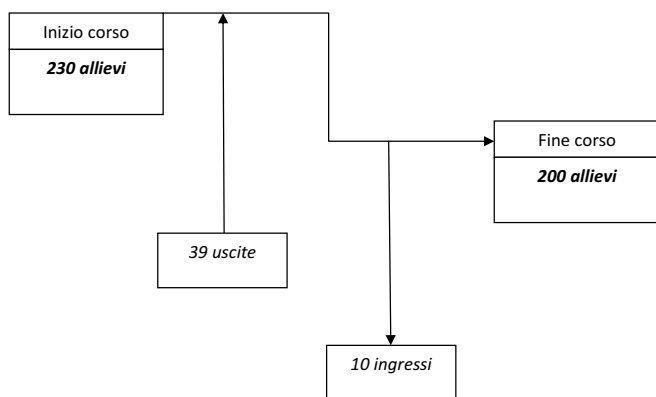 Inizio corso
230 allievi
Fine corso
200 allievi
39 uscite
10 ingressi